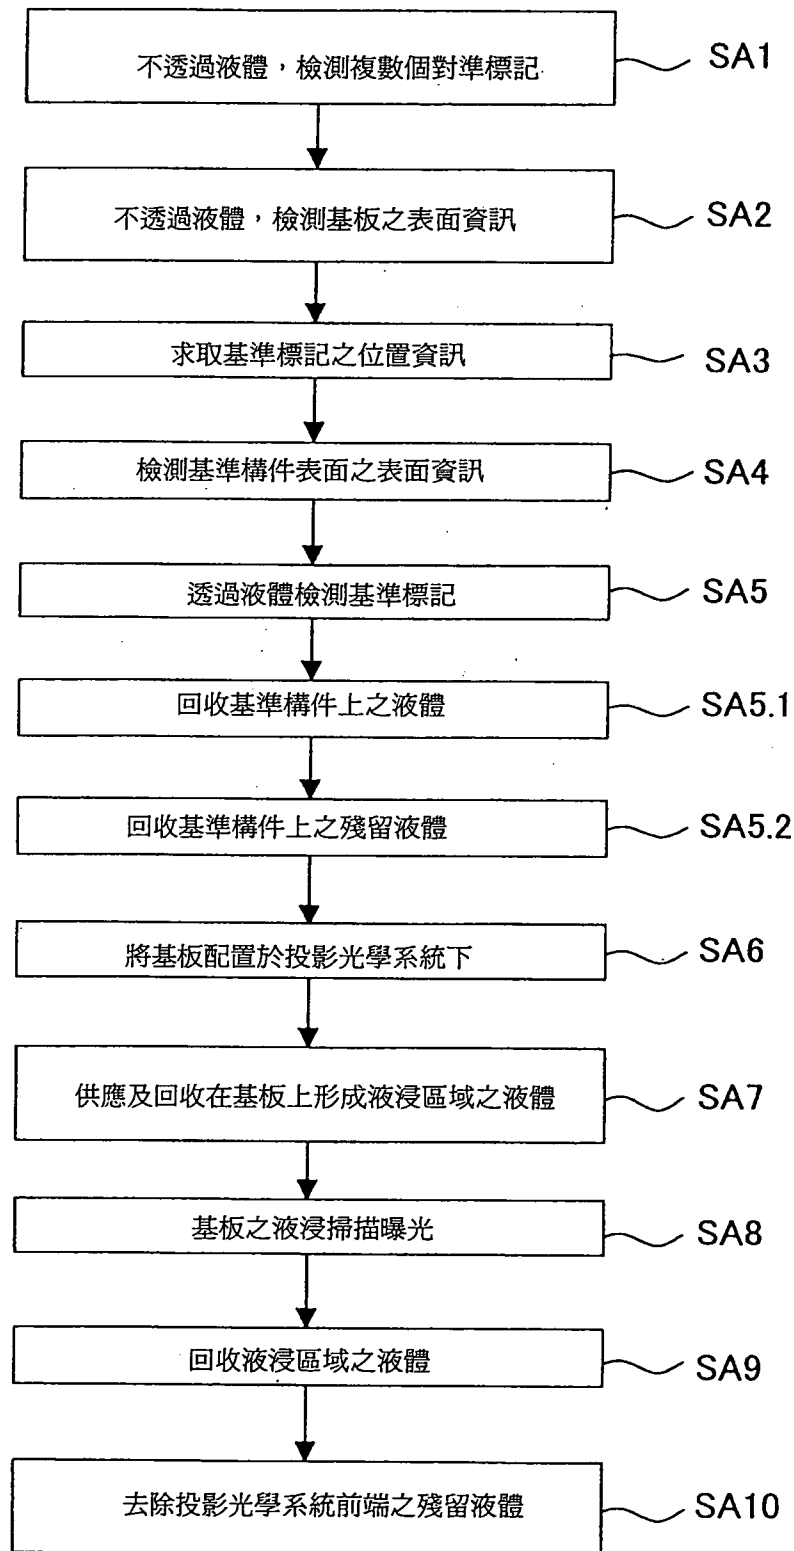 不透過液體，檢測複數個對準標記 SA1
不透過液體，檢測基板之表面資訊 SA2
求取基準標記之位置資訊 SA3
檢測基準構件表面之表面資訊 SA4
透過液體檢測基準標記 SA5
回收基準構件上之液體 SA5.1
回收基準構件上之殘留液體 SA5.2
將基板配置於投影光學系統下 SA6
供應及回收在基板上形成液浸區域之液體 SA7
基板之液浸掃描曝光 SA8
回收液浸區域之液體 SA9
去除投影光學系統前端之殘留液體 SA10